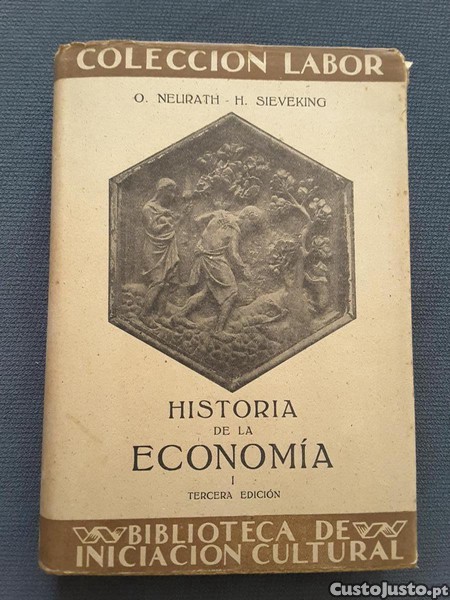 COLECCION LABOR
O. NEURATH - H. SIEVEKING
HISTORIA
DE LA
ECONOMÍA
I
TERCERA EDICIÓN
BIBLIOTECA DE
INICIACION CULTURAL
CustoJusto.pt